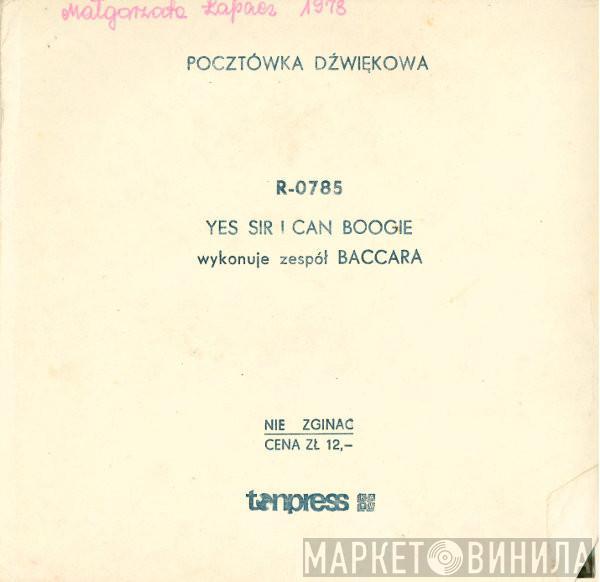 Małgorzata Łapacz 1978
POCZTÓWKA DŹWIĘKOWA
R-0785
YES SIR I CAN BOOGIE
wykonuje zespół BACCARA
NIE ZGINAĆ
CENA ZŁ 12,-
tonpress
МАРКЕТ ВИНИЛА